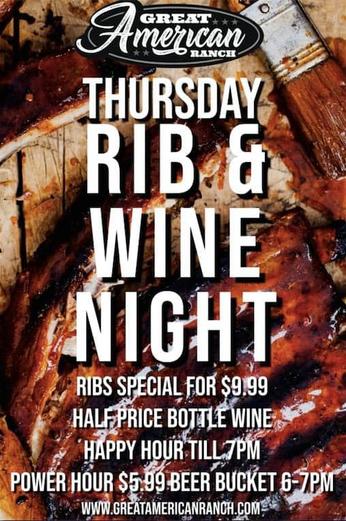 GREAT
American
RANCH
THURSDAY
RIB &
WINE
NIGHT
RIBS SPECIAL FOR $9.99
HALF PRICE BOTTLE WINE
HAPPY HOUR TILL 7PM
POWER HOUR $5.99 BEER BUCKET 6-7PM
WWW.GREATAMERICANRANCH.COM